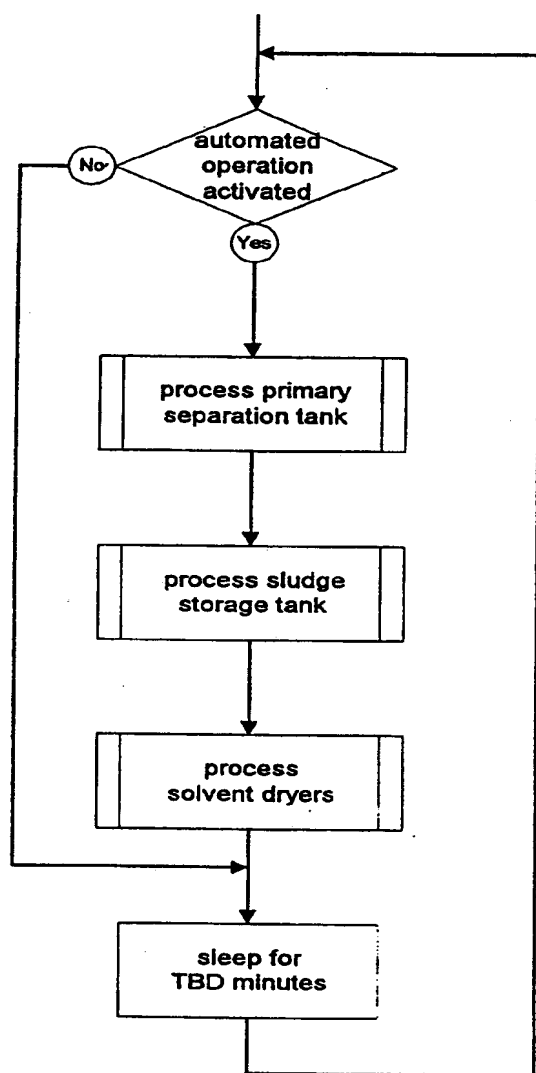 automated
operation
activated
No
Yes
process primary
separation tank
process sludge
storage tank
process
solvent dryers
sleep for
TBD minutes